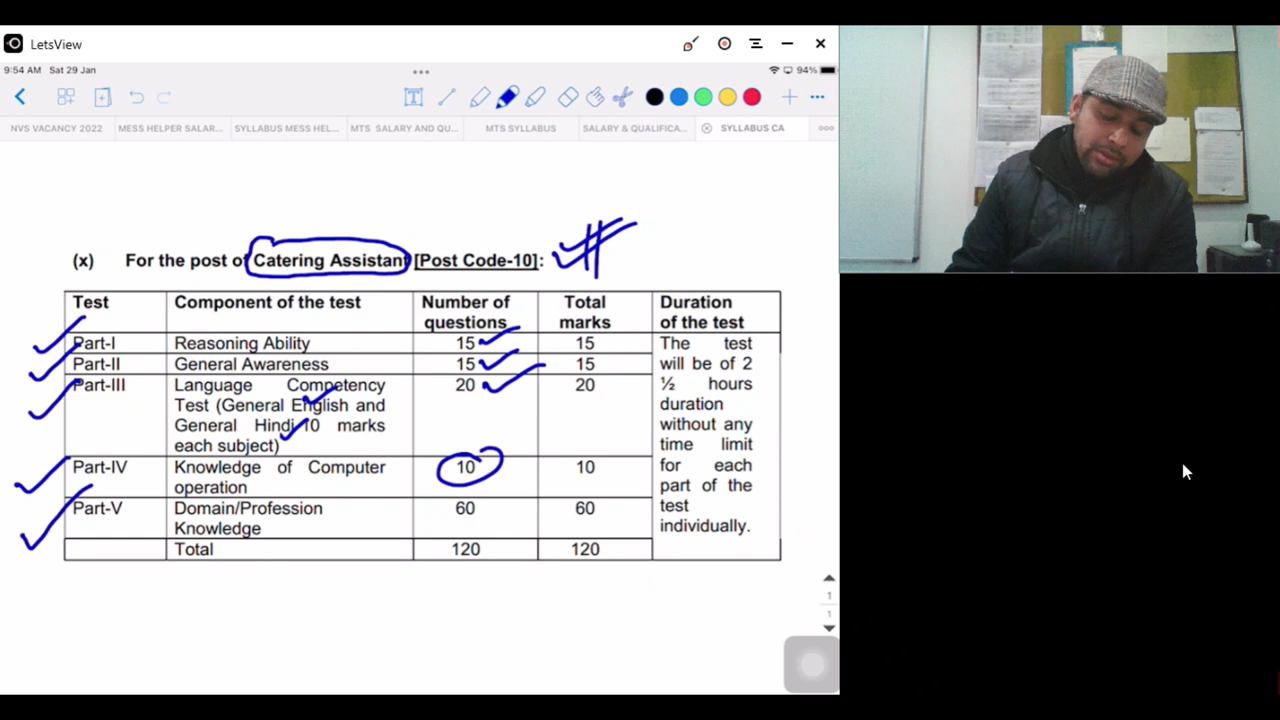 LetsView
9:54 AM Sat 29 Jan
94%
NVS VACANCY 2022 MESS HELPER SALAR... SYLLABUS MESS HEL... MTS SALARY AND QU... MTS SYLLABUS SALARY & QUALIFICA... SYLLABUS CA
(x) For the post of Catering Assistant [Post Code-10]:
Test Component of the test Number of questions Total marks Duration of the test
Part-I Reasoning Ability 15 15
Part-II General Awareness 15 15
Part-III Language Competency Test (General English and General Hindi 10 marks each subject) 20 20
Part-IV Knowledge of Computer operation 10 10
Part-V Domain/Profession Knowledge 60 60
Total 120 120
The test
will be of 2
½ hours
duration
without any
time limit
for each
part of the
test
individually.
1
1